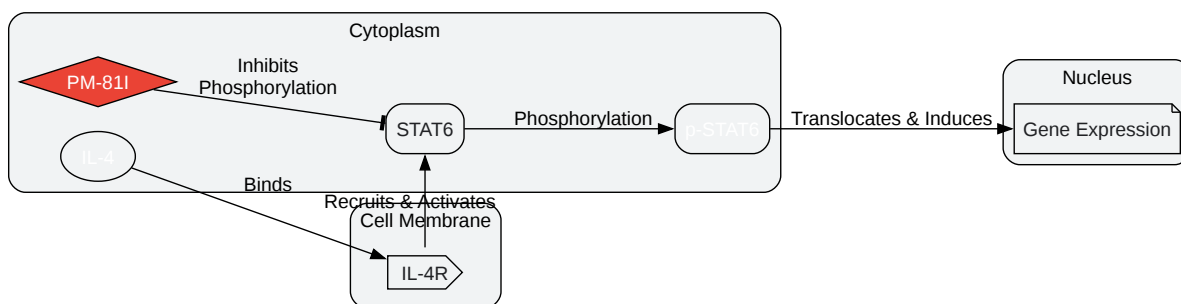 Cytoplasm
PM-81I
Inhibits
Phosphorylation
STAT6
Phosphorylation
p-STAT6
Translocates & Induces
Nucleus
Gene Expression
IL-4
Binds
Recruits & Activates
Cell Membrane
IL-4R